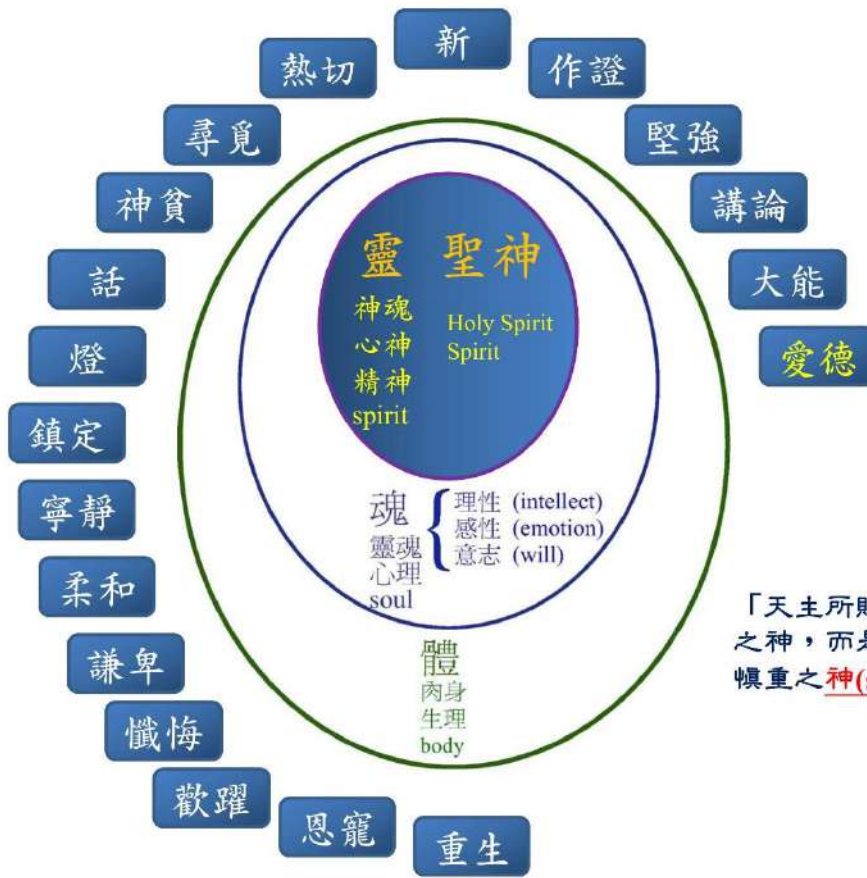 新
熱切
作證
尋覓
堅強
神貧
講論
話
大能
燈
愛德
鎮定
寧靜
柔和
謙卑
懺悔
歡躍
恩寵
重生
靈 聖神
神魂
心神
精神
spirit
Holy Spirit
Spirit
魂
靈魂
心理
soul
理性 (intellect)
感性 (emotion)
意志 (will)
體
肉身
生理
body
「天主所賜
之神,而是
慎重之神(s